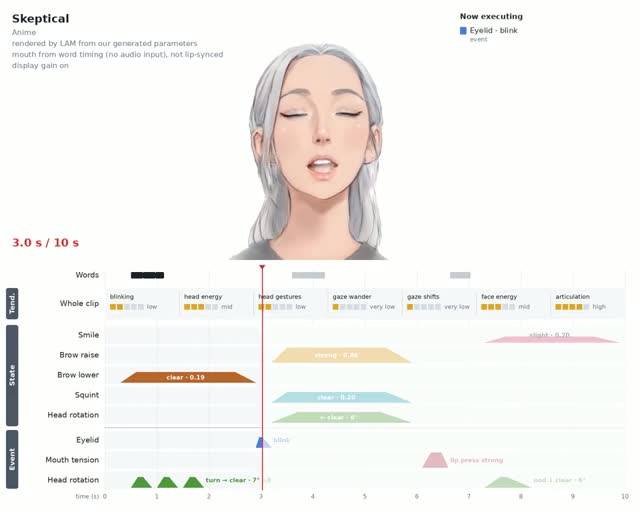 Skeptical
Anime
rendered by LAM from our generated parameters
mouth from word timing (no audio input), not lip-synced
display gain on
Now executing
Eyelid · blink
event
3.0 s / 10 s
Words
Tend.
Whole clip
blinking
low
head energy
mid
head gestures
low
gaze wander
very low
gaze shifts
very low
face energy
mid
articulation
high
State
Smile
slight · 0.20
Brow raise
strong · 0.46
Brow lower
clear · 0.19
Squint
clear · 0.20
Head rotation
← clear · 6°
Event
Eyelid
blink
Mouth tension
lip press strong
Head rotation
turn → clear · 7° ×3
nod ↓ clear · 6°
time (s)
0 1 2 3 4 5 6 7 8 9 10